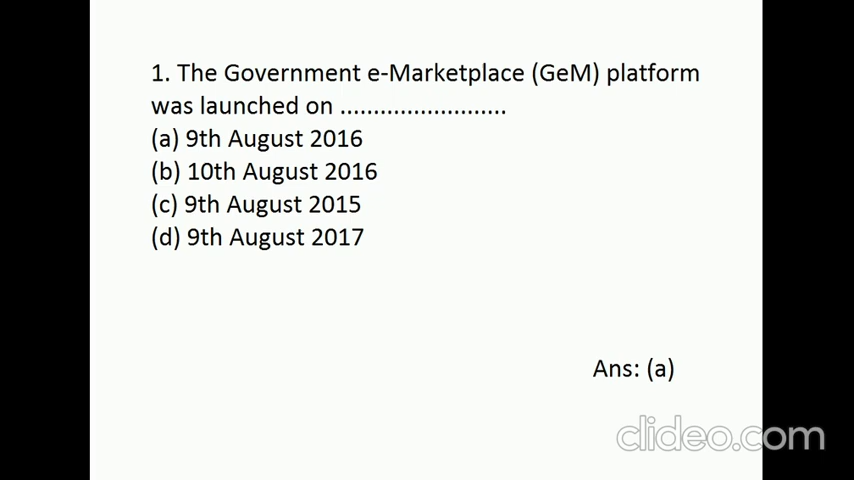 1. The Government e-Marketplace (GeM) platform
was launched on .........................
(a) 9th August 2016
(b) 10th August 2016
(c) 9th August 2015
(d) 9th August 2017
Ans: (a)
clideo.com